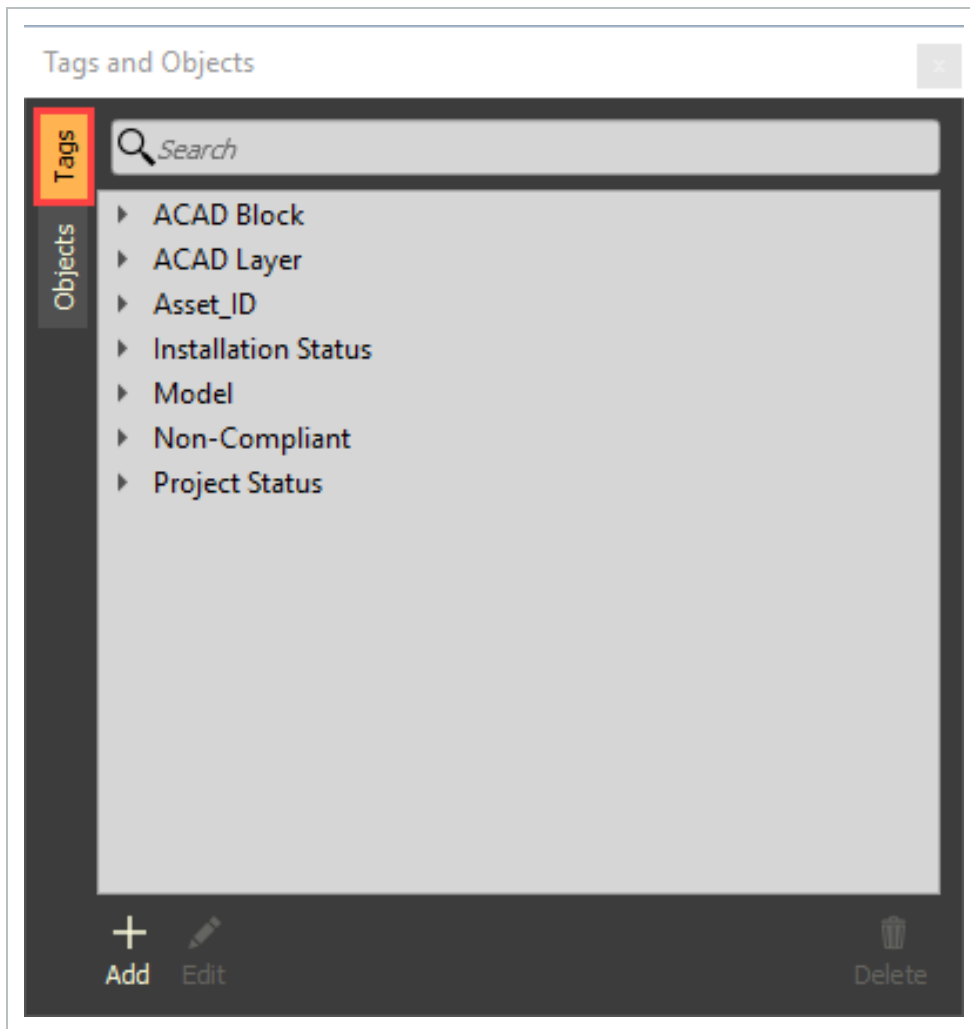 Tags and Objects
x
Tags
Search
Objects
ACAD Block
ACAD Layer
Asset_ID
Installation Status
Model
Non-Compliant
Project Status
Add
Edit
Delete